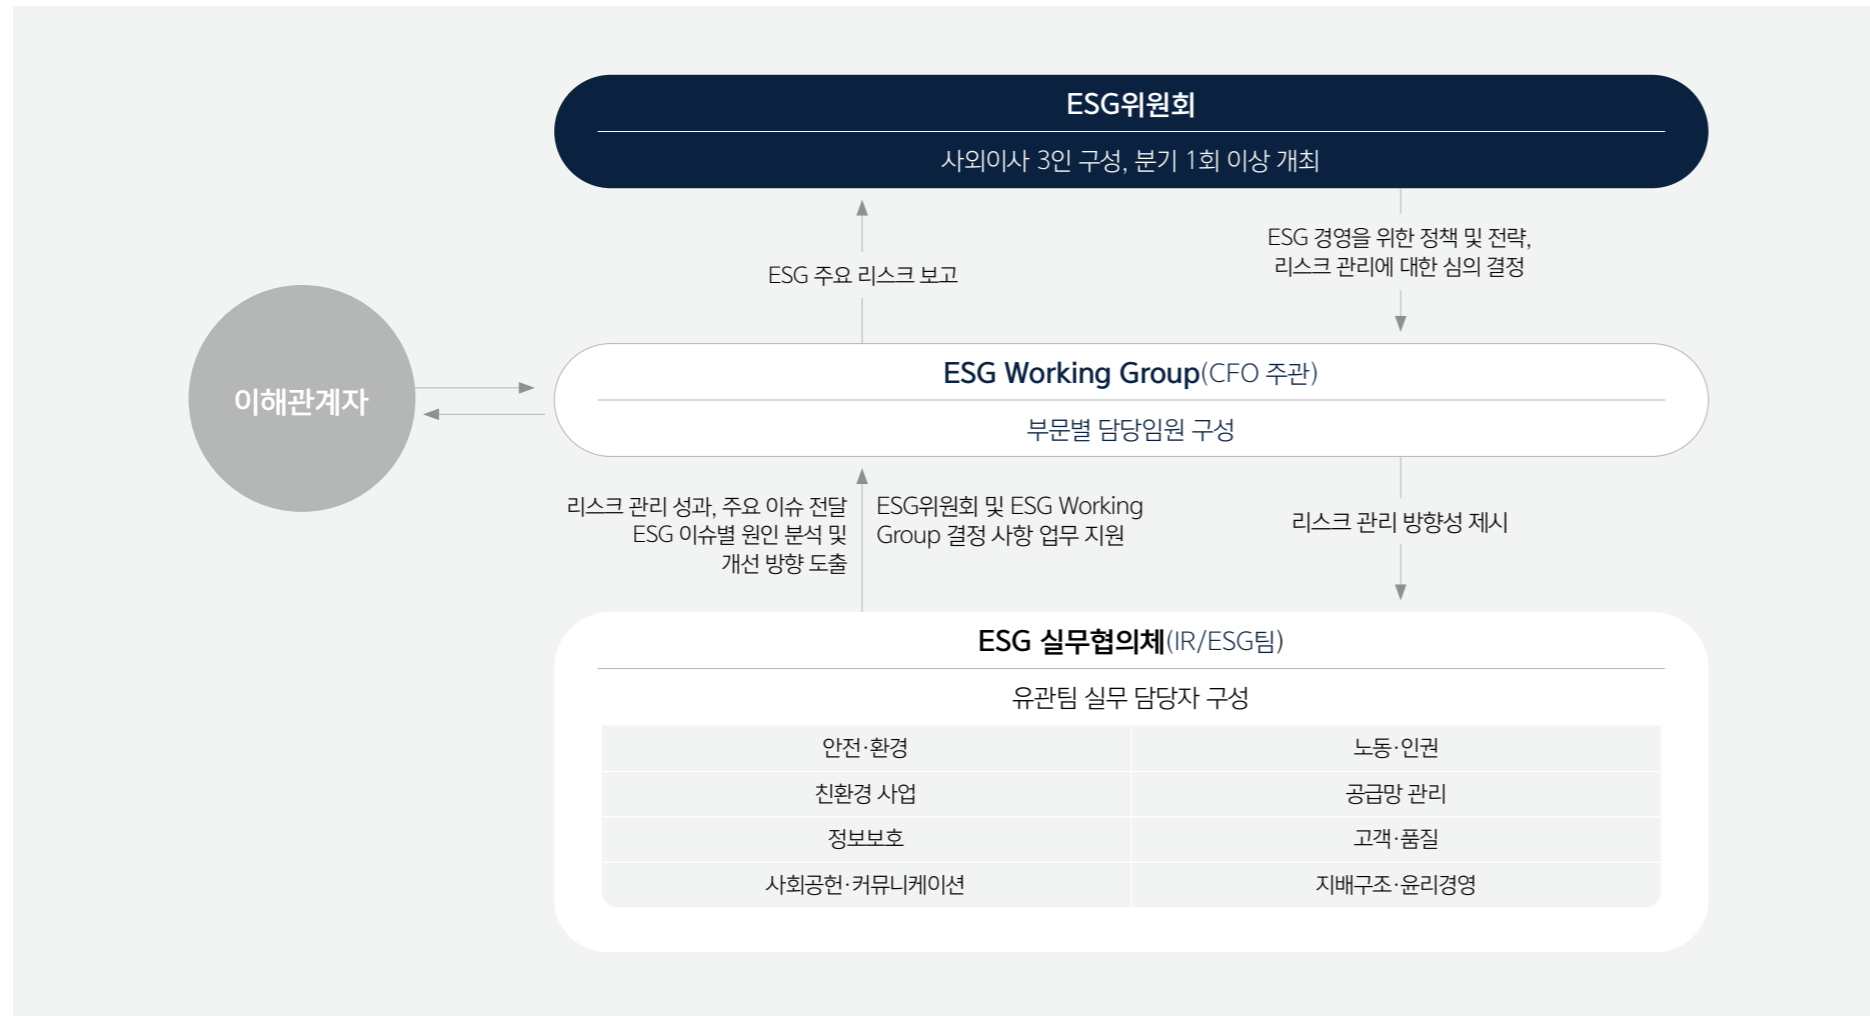 ESG위원회
사외이사 3인 구성, 분기 1회 이상 개최
ESG 주요 리스크 보고
ESG 경영을 위한 정책 및 전략,
리스크 관리에 대한 심의 결정
이해관계자
ESG Working Group(CFO 주관)
부문별 담당임원 구성
리스크 관리 성과, 주요 이슈 전달
ESG 이슈별 원인 분석 및
개선 방향 도출
ESG위원회 및 ESG Working
Group 결정 사항 업무 지원
리스크 관리 방향성 제시
ESG 실무협의체(IR/ESG팀)
유관팀 실무 담당자 구성
안전·환경
노동·인권
친환경 사업
공급망 관리
정보보호
고객·품질
사회공헌·커뮤니케이션
지배구조·윤리경영